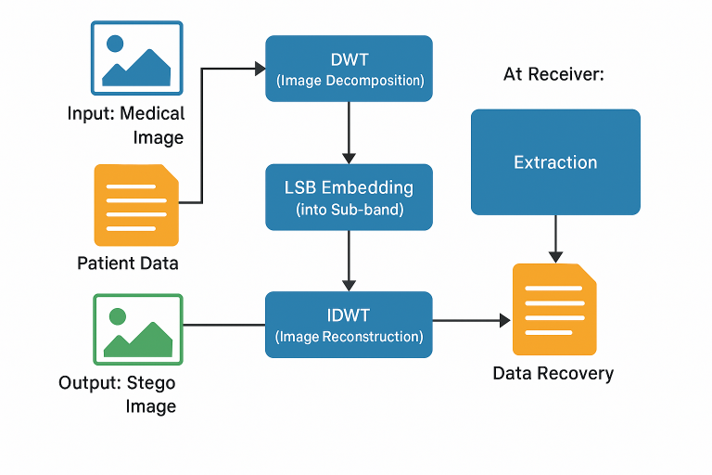 Input: Medical
Image
Patient Data
Output: Stego
Image
DWT
(Image Decomposition)
LSB Embedding
(into Sub-band)
IDWT
(Image Reconstruction)
At Receiver:
Extraction
Data Recovery